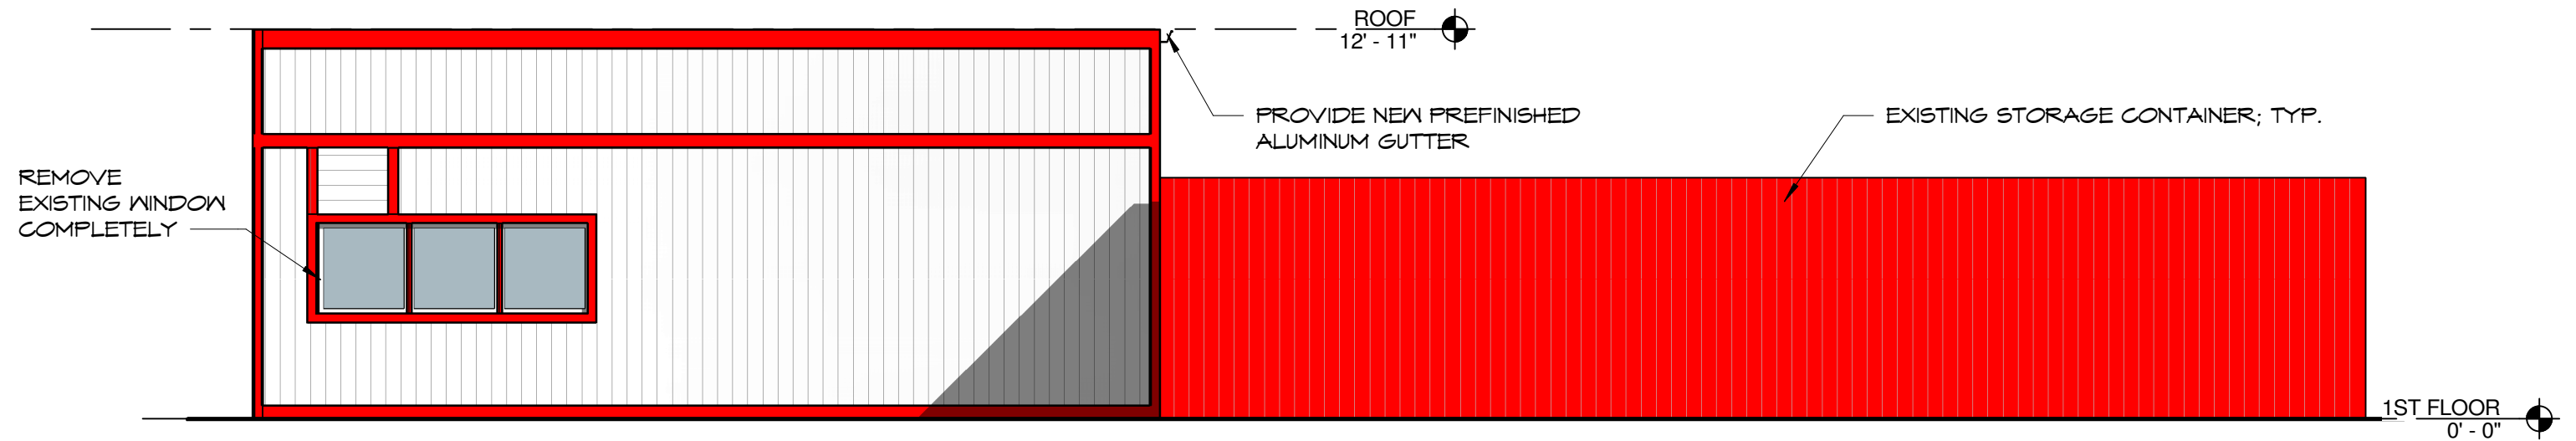 ROOF
12' - 11"
PROVIDE NEW PREFINISHED
ALUMINUM GUTTER
EXISTING STORAGE CONTAINER; TYP.
REMOVE
EXISTING WINDOW
COMPLETELY
1ST FLOOR
0' - 0"